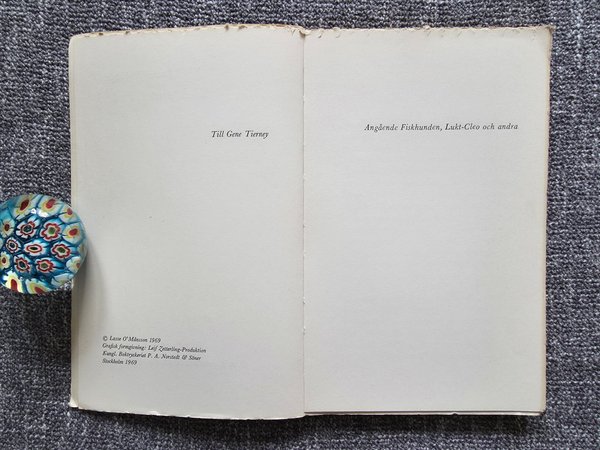 Till Gene Tierney
© Lasse O'Månsson 1969
Grafisk formgivning: Leif Zetterling-Produktion
Kungl. Boktryckeriet P. A. Norstedt & Söner
Stockholm 1969
Angående Fiskhunden, Lukt-Cleo och andra